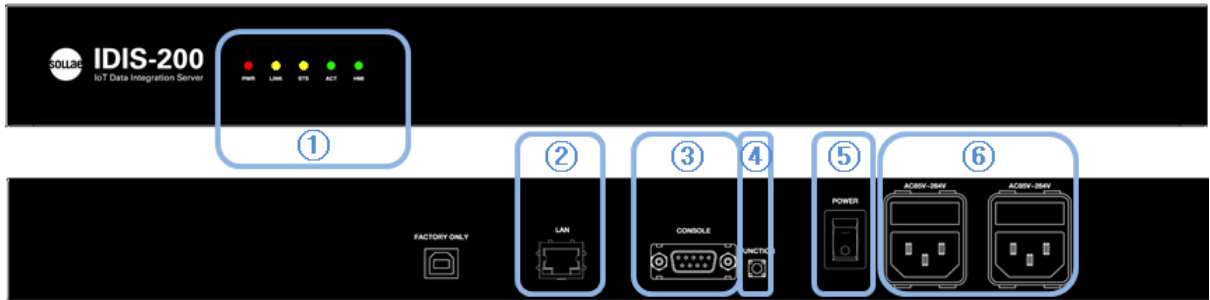 SOLLAE
IDIS-200
IoT Data Integration Server
PWR LINK STS ACT HMI
①
② ③ ④ ⑤ ⑥
AC85V~264V AC85V~264V
POWER
FACTORY ONLY LAN CONSOLE
UNCTION